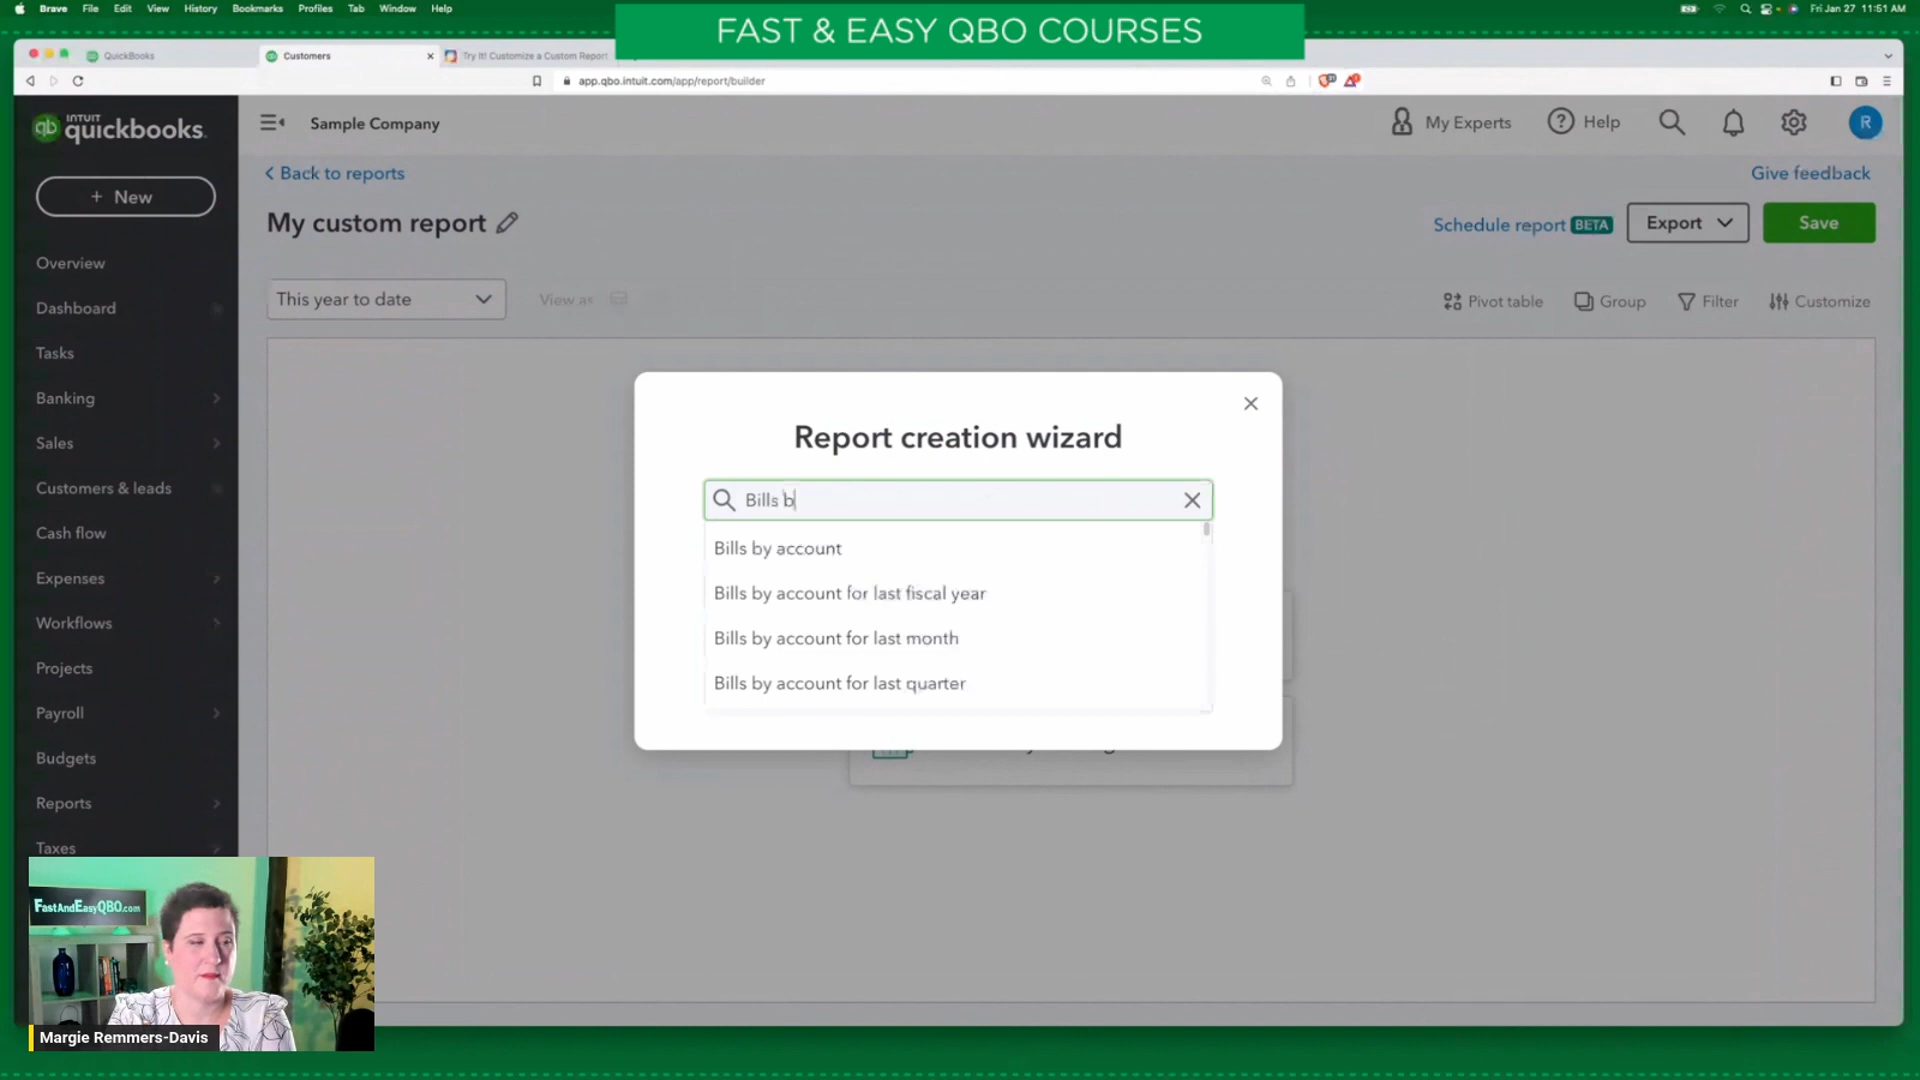 Brave File Edit View History Bookmarks Profiles Tab Window Help
Fri Jan 27 11:51 AM
FAST & EASY QBO COURSES
QuickBooks
Customers
Try It! Customize a Custom Report
app.qbo.intuit.com/app/report/builder
INTUIT
quickbooks.
Sample Company
My Experts
Help
R
+ New
Back to reports
Give feedback
My custom report
Schedule report BETA
Export
Save
This year to date
View as
Pivot table
Group
Filter
Customize
Overview
Dashboard
Tasks
Banking
Sales
Customers & leads
Cash flow
Expenses
Workflows
Projects
Payroll
Budgets
Reports
Taxes
Report creation wizard
Bills b
Bills by account
Bills by account for last fiscal year
Bills by account for last month
Bills by account for last quarter
FastAndEasyQBO.com
Margie Remmers-Davis